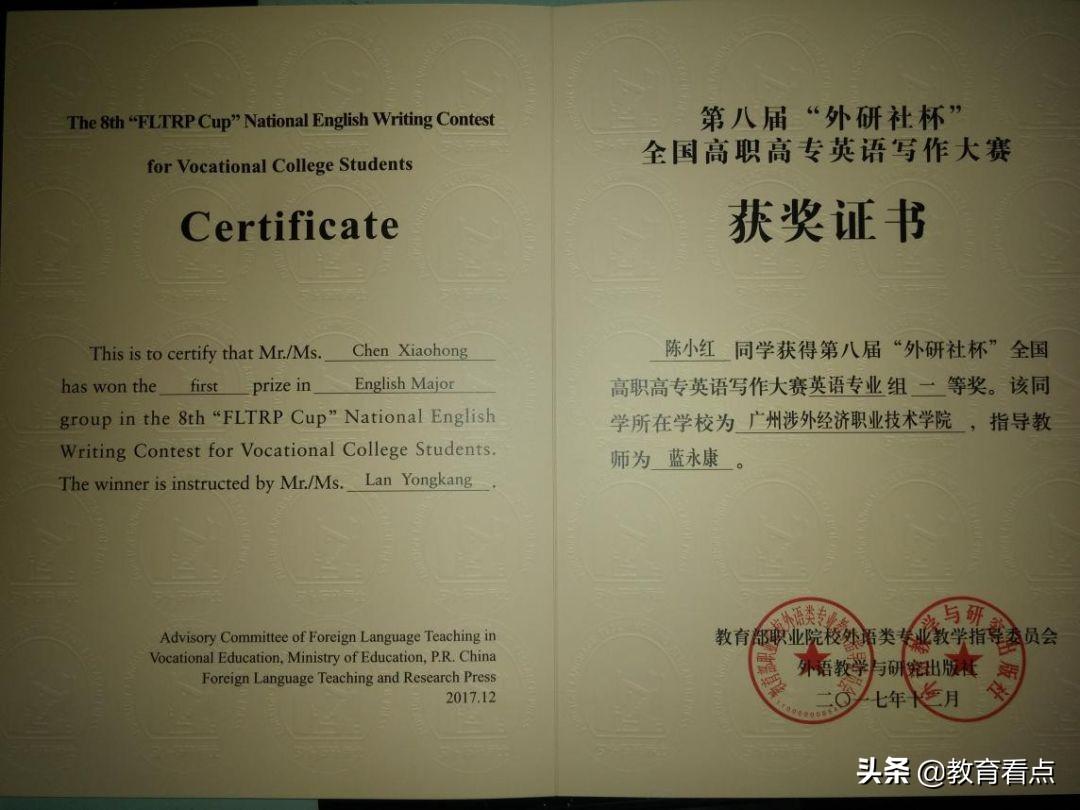 The 8th “FLTRP Cup” National English Writing Contest
for Vocational College Students
Certificate
This is to certify that Mr./Ms. Chen Xiaohong
has won the first prize in English Major
group in the 8th “FLTRP Cup” National English
Writing Contest for Vocational College Students.
The winner is instructed by Mr./Ms. Lan Yongkang .
Advisory Committee of Foreign Language Teaching in
Vocational Education, Ministry of Education, P.R. China
Foreign Language Teaching and Research Press
2017.12
第八届“外研社杯”
全国高职高专英语写作大赛
获奖证书
陈小红 同学获得第八届“外研社杯”全国
高职高专英语写作大赛英语专业 组 一 等奖。该同
学所在学校为 广州涉外经济职业技术学院 ，指导教
师为 蓝永康 。
教育部职业院校外语类专业教学指导委员会
外语教学与研究出版社
二〇一七年十二月
外语教学与研究出版社
头条 @教育看点